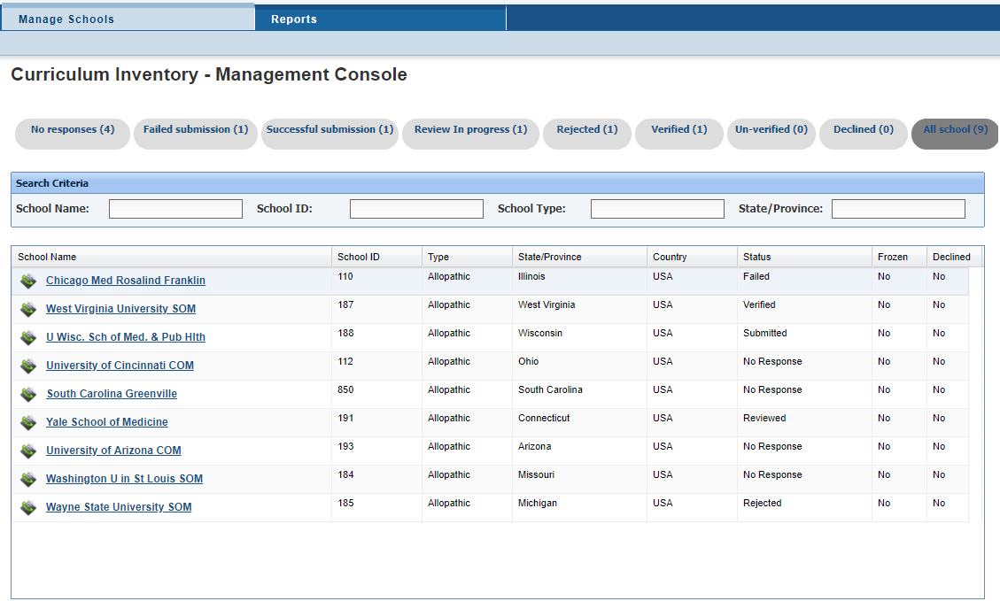 Manage Schools Reports
Curriculum Inventory - Management Console
No responses (4) Failed submission (1) Successful submission (1) Review In progress (1) Rejected (1) Verified (1) Un-verified (0) Declined (0) All school (9)
Search Criteria
School Name: School ID: School Type: State/Province:
School Name School ID Type State/Province Country Status Frozen Declined
Chicago Med Rosalind Franklin 110 Allopathic Illinois USA Failed No No
West Virginia University SOM 187 Allopathic West Virginia USA Verified No No
U Wisc. Sch of Med. & Pub Hlth 188 Allopathic Wisconsin USA Submitted No No
University of Cincinnati COM 112 Allopathic Ohio USA No Response No No
South Carolina Greenville 850 Allopathic South Carolina USA No Response No No
Yale School of Medicine 191 Allopathic Connecticut USA Reviewed No No
University of Arizona COM 193 Allopathic Arizona USA No Response No No
Washington U in St Louis SOM 184 Allopathic Missouri USA No Response No No
Wayne State University SOM 185 Allopathic Michigan USA Rejected No No